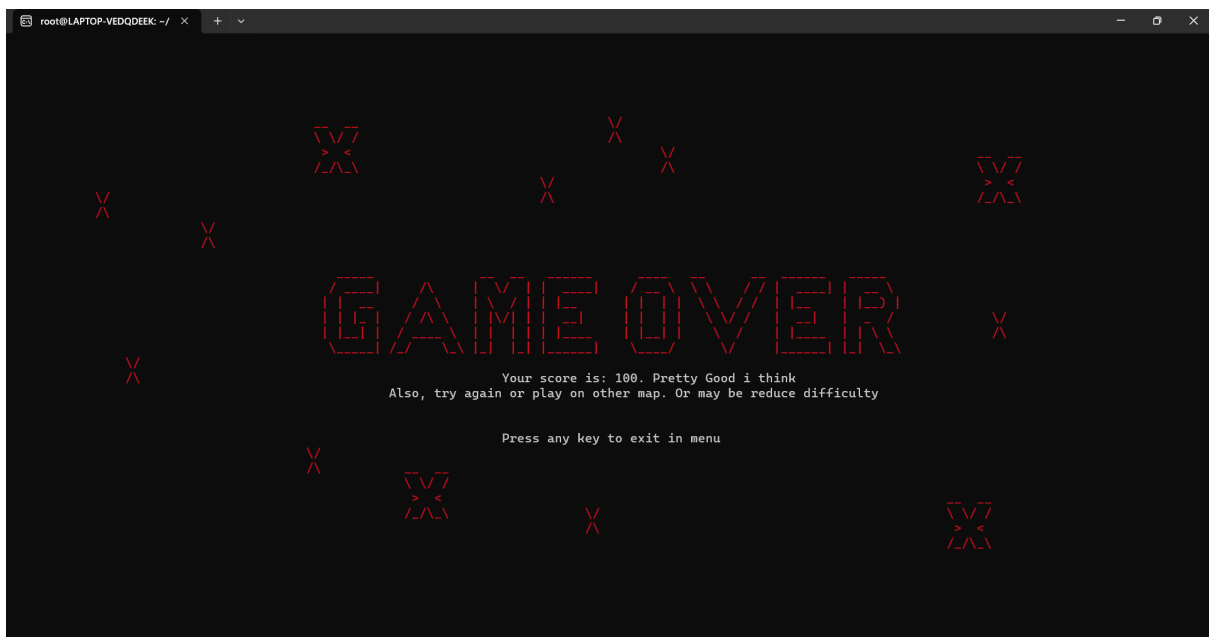 root@LAPTOP-VEDQDEEK: ~/
GAME OVER
Your score is: 100. Pretty Good i think
Also, try again or play on other map. Or may be reduce difficulty
Press any key to exit in menu